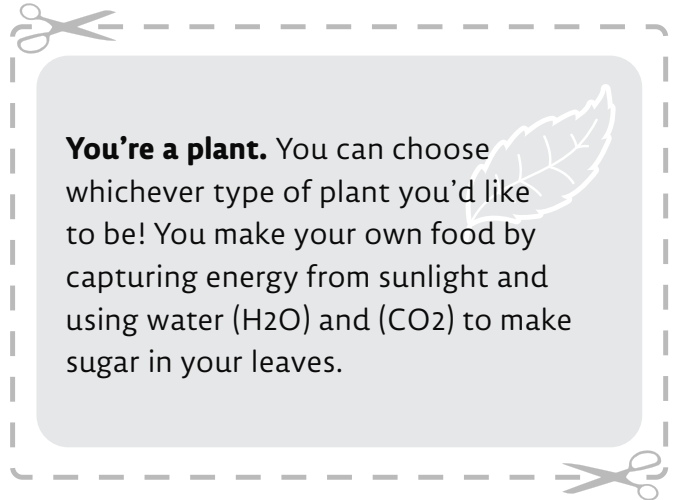 You’re a plant. You can choose
whichever type of plant you’d like
to be! You make your own food by
capturing energy from sunlight and
using water (H2O) and (CO2) to make
sugar in your leaves.